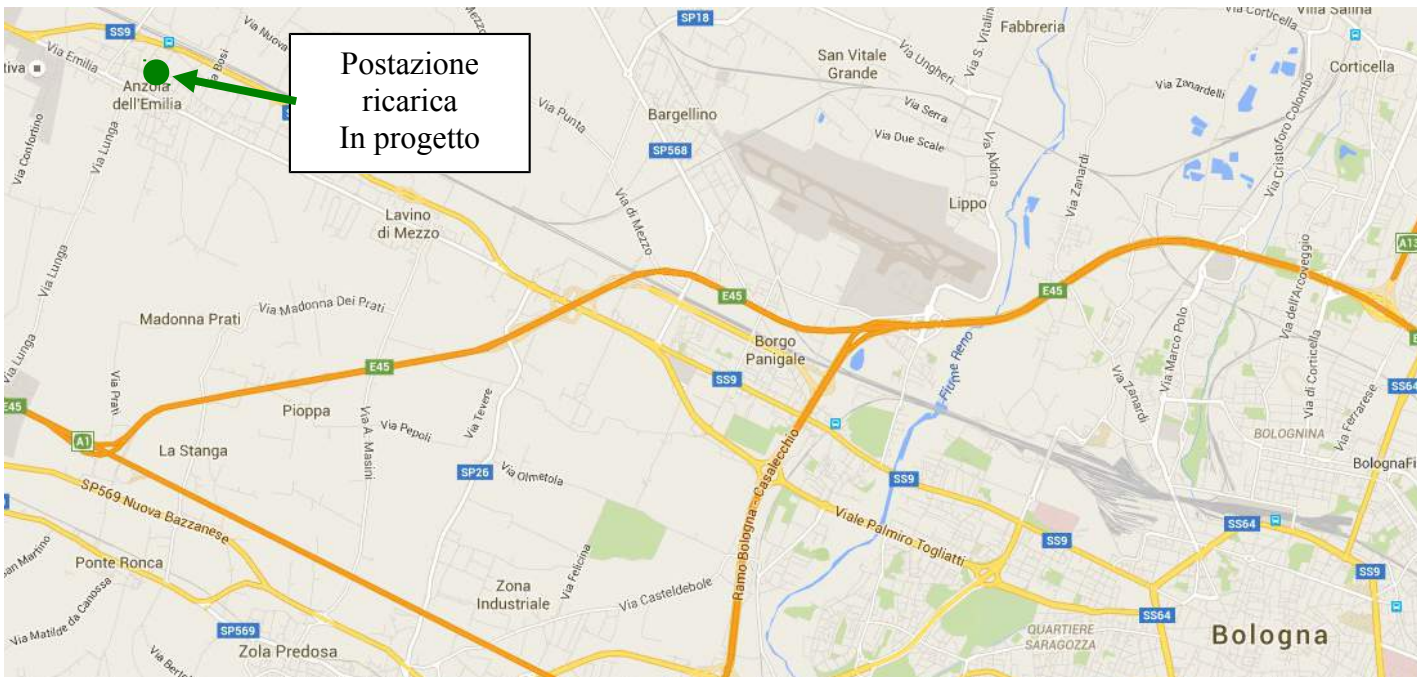 SP18
Villa Salina
Via Corticella
SS9
Via Nuova
Fabbreria
Via Emilia
Via S. Vitalino
Postazione
ricarica
In progetto
San Vitale
Grande
Via Ungheri
Corticella
tiva
Anzola
dell'Emilia
Via Zanardelli
Via Punta
Bargellino
Via Serra
Via Due Scale
Via Cristoforo Colombo
Via Confortino
Via Lunga
SP568
Via Aldina
Via Zanardi
Lippo
Lavino
di Mezzo
Via di Mezzo
A13
Via Lunga
E45
E45
Via dell'Arcoveggio
Via Madonna Dei Prati
Madonna Prati
Via Marco Polo
Borgo
Panigale
Fiume Reno
Via Lunga
E45
SS9
SS64
Via Prati
Via Zanardi
Via di Corticella
Via Ferrarese
E45
Pioppa
Via A. Masini
Via Pepoli
Via Tevere
BOLOGNINA
A1
La Stanga
Ramo Bologna - Casalecchio
BolognaFi
SP26
Via Olmetola
SS9
SP569 Nuova Bazzanese
Viale Palmiro Togliatti
SS64
SS9
San Martino
Ponte Ronca
Via Felicina
SS9
Zona
Industriale
Via Casteldebole
Via Matilde da Canossa
SP569
SS64
QUARTIERE
SARAGOZZA
Bologna
Zola Predosa